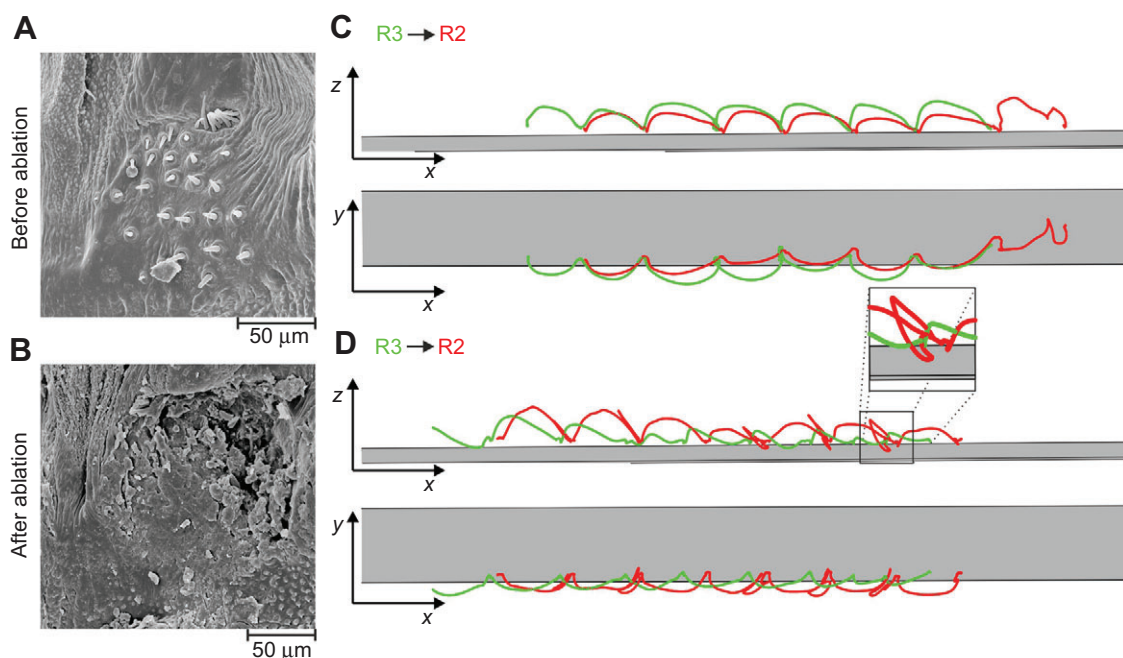 A
Before ablation
50 µm
B
After ablation
50 µm
C
R3 → R2
z
x
y
x
D
R3 → R2
z
x
y
x